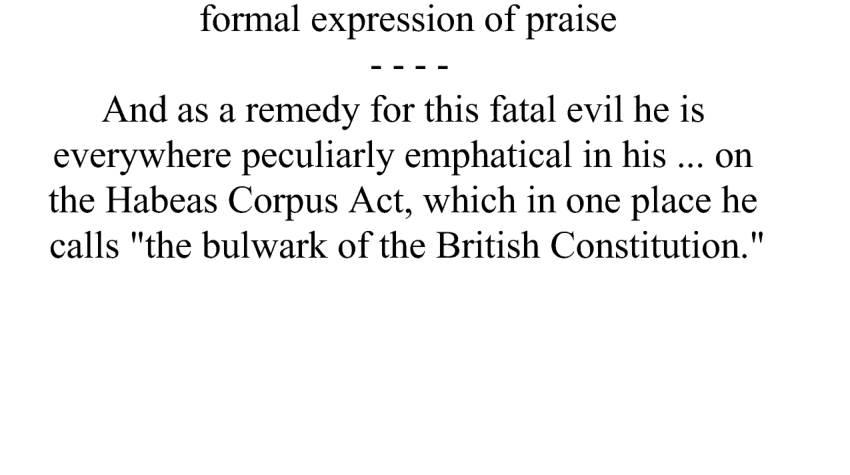 formal expression of praise
- - - -
And as a remedy for this fatal evil he is
everywhere peculiarly emphatical in his ... on
the Habeas Corpus Act, which in one place he
calls "the bulwark of the British Constitution."